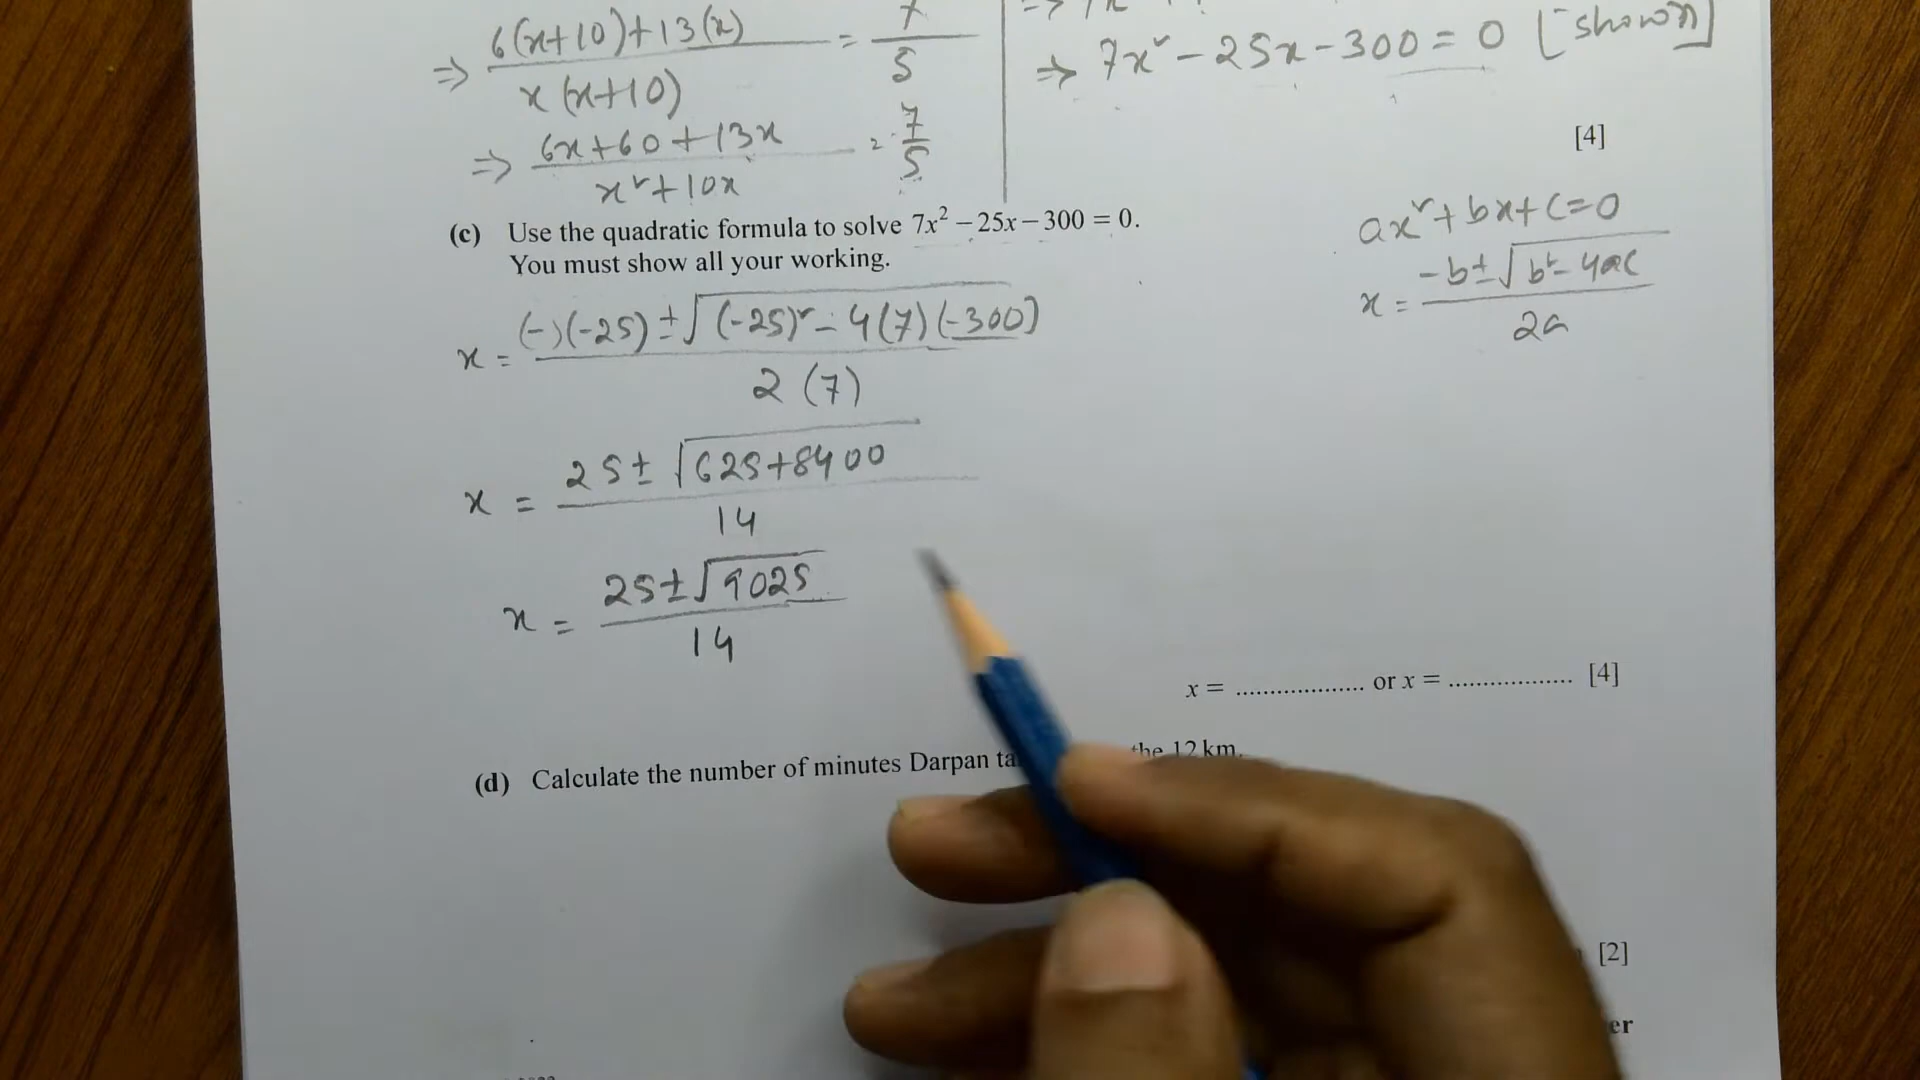 ⇒ 6(x+10)+13(x) / x(x+10) = 7/5
⇒ 6x+60+13x / x²+10x = 7/5
⇒ 7x² - 25x - 300 = 0 [shown]
[4]
(c) Use the quadratic formula to solve 7x² – 25x – 300 = 0.
You must show all your working.
ax² + bx + c = 0
x = -b ± √(b² - 4ac) / 2a
x = (-)(-25) ± √((-25)² - 4(7)(-300)) / 2(7)
x = 25 ± √(625+8400) / 14
x = 25 ± √9025 / 14
x = .................. or x = .................. [4]
(d) Calculate the number of minutes Darpan the 12 km.
[2]